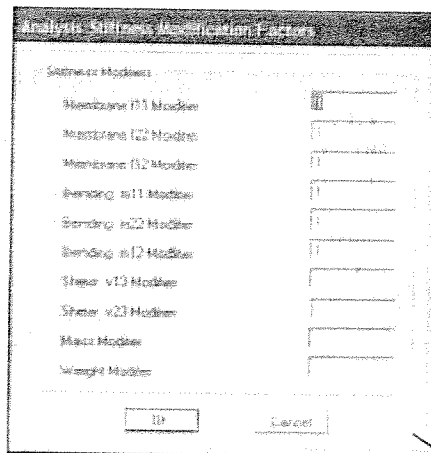 Analysis Stiffness Modification Factors
Stiffness Modifiers
Membrane f11 Modifier
Membrane f22 Modifier
Membrane f12 Modifier
Bending m11 Modifier
Bending m22 Modifier
Bending m12 Modifier
Shear v13 Modifier
Shear v23 Modifier
Mass Modifier
Weight Modifier
Cancel